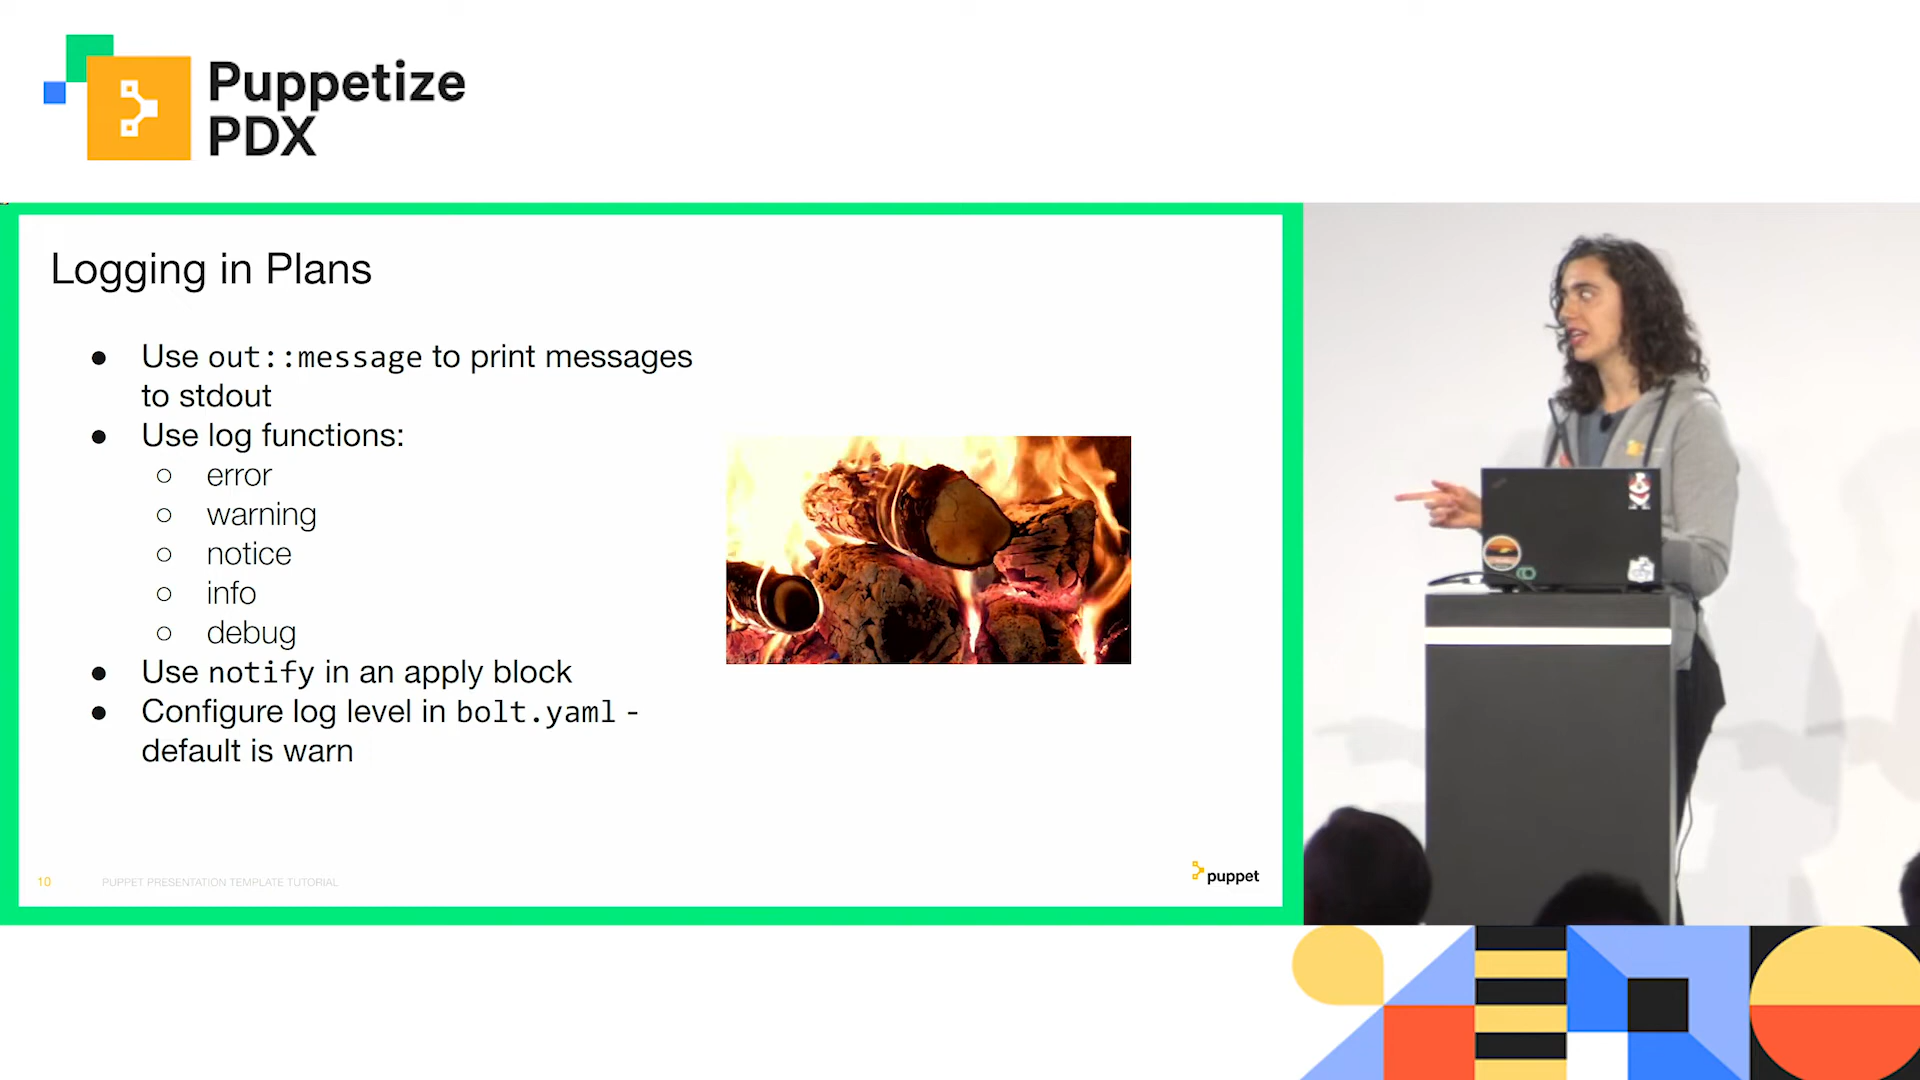 Puppetize
PDX
Logging in Plans
● Use out::message to print messages
to stdout
● Use log functions:
○ error
○ warning
○ notice
○ info
○ debug
● Use notify in an apply block
● Configure log level in bolt.yaml -
default is warn
10
PUPPET PRESENTATION TEMPLATE TUTORIAL
puppet